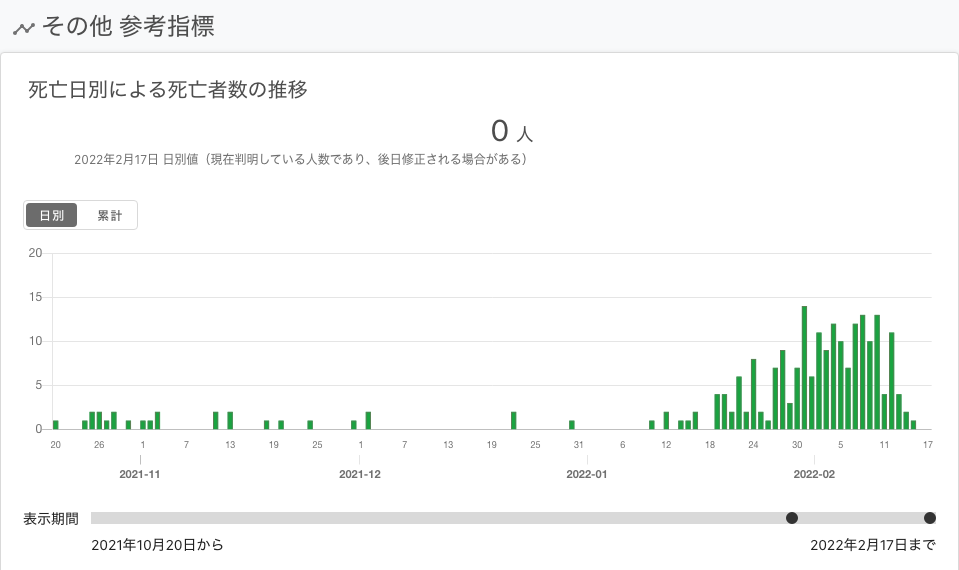 その他 参考指標
死亡日別による死亡者数の推移
0 人
2022年2月17日 日別値（現在判明している人数であり、後日修正される場合がある）
日別 累計
20
15
10
5
0
20 26 1 7 13 19 25 1 7 13 19 25 31 6 12 18 24 30 5 11 17
2021-11 2021-12 2022-01 2022-02
表示期間
2021年10月20日から 2022年2月17日まで